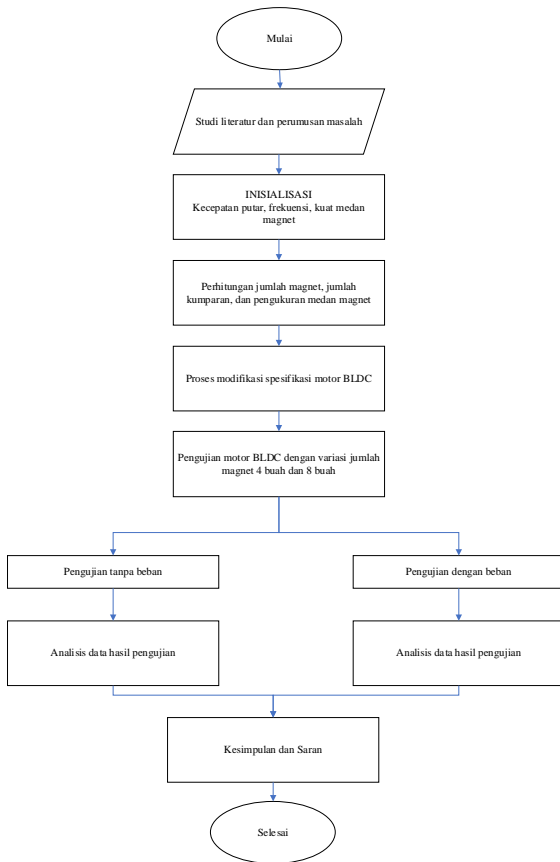 Mulai
Studi literatur dan perumusan masalah
INISIALISASI
Kecepatan putar, frekuensi, kuat medan
magnet
Perhitungan jumlah magnet, jumlah
kumparan, dan pengukuran medan magnet
Proses modifikasi spesifikasi motor BLDC
Pengujian motor BLDC dengan variasi jumlah
magnet 4 buah dan 8 buah
Pengujian tanpa beban
Pengujian dengan beban
Analisis data hasil pengujian
Analisis data hasil pengujian
Kesimpulan dan Saran
Selesai